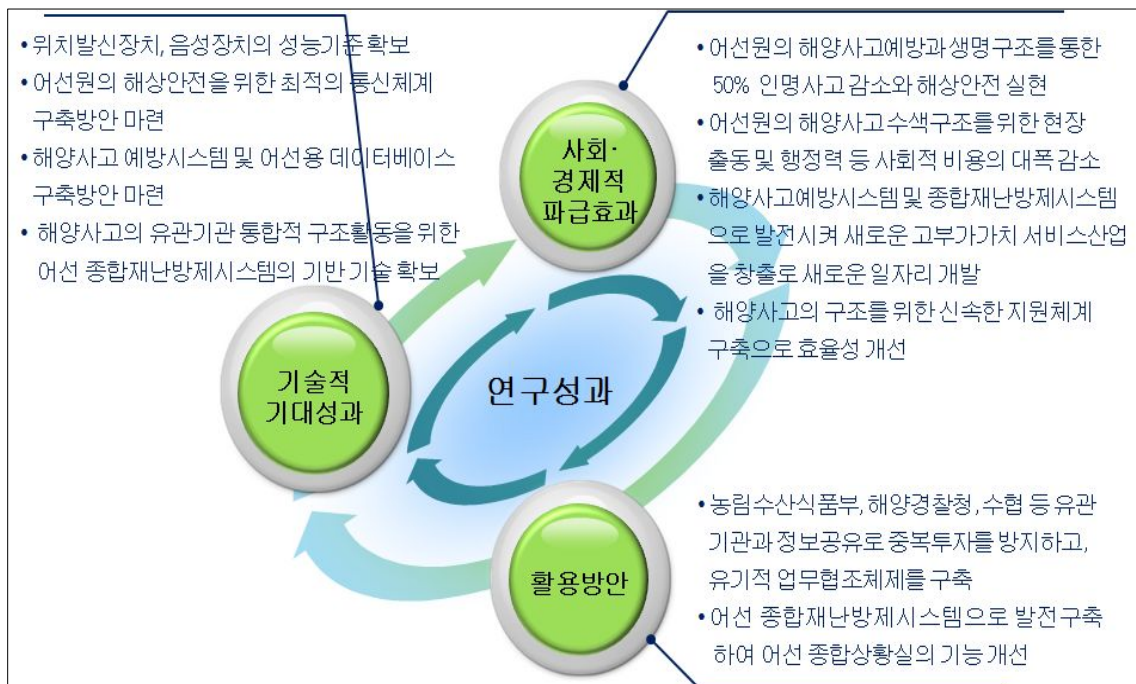 • 위치발신장치, 음성장치의 성능기준 확보
• 어선원의 해상안전을 위한 최적의 통신체계
구축방안 마련
• 해양사고 예방시스템 및 어선용 데이터베이스
구축방안 마련
• 해양사고의 유관기관 통합적 구조활동을 위한
어선 종합재난방제시스템의 기반 기술 확보
기술적
기대성과
사회·
경제적
파급효과
• 어선원의 해양사고예방과 생명구조를 통한
50% 인명사고 감소와 해상안전 실현
• 어선원의 해양사고 수색구조를 위한 현장
출동 및 행정력 등 사회적 비용의 대폭 감소
• 해양사고예방시스템 및 종합재난방제시스템
으로 발전시켜 새로운 고부가가치 서비스산업
을 창출로 새로운 일자리 개발
• 해양사고의 구조를 위한 신속한 지원체계
구축으로 효율성 개선
연구성과
활용방안
• 농림수산식품부, 해양경찰청, 수협 등 유관
기관과 정보공유로 중복투자를 방지하고,
유기적 업무협조체제를 구축
• 어선 종합재난방제시스템으로 발전구축
하여 어선 종합상황실의 기능 개선